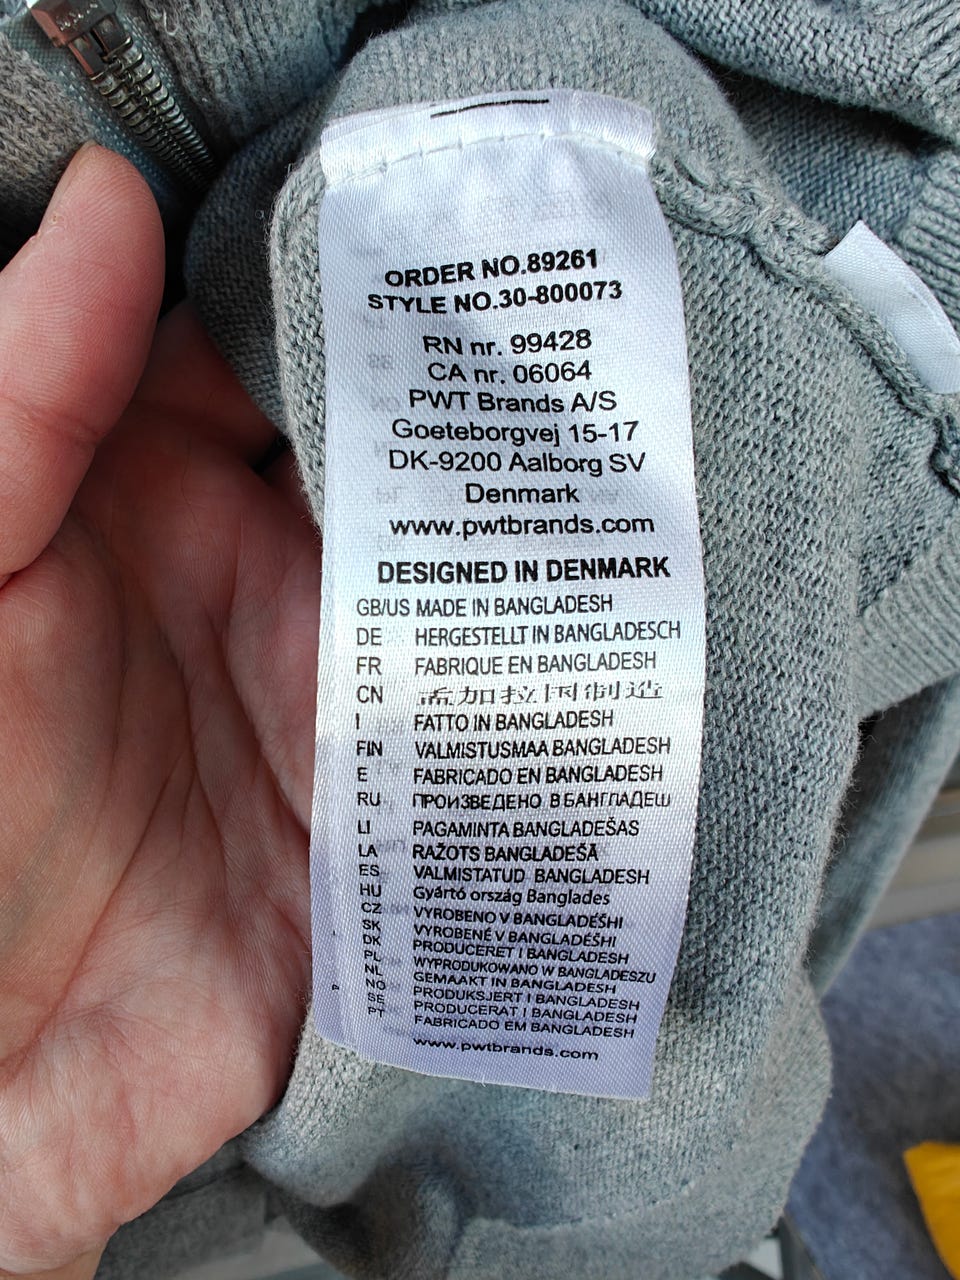 ORDER NO.89261
STYLE NO.30-800073
RN nr. 99428
CA nr. 06064
PWT Brands A/S
Goeteborgvej 15-17
DK-9200 Aalborg SV
Denmark
www.pwtbrands.com
DESIGNED IN DENMARK
GB/US MADE IN BANGLADESH
DE HERGESTELLT IN BANGLADESCH
FR FABRIQUE EN BANGLADESH
CN 孟加拉国制造
I FATTO IN BANGLADESH
FIN VALMISTUSMAA BANGLADESH
E FABRICADO EN BANGLADESH
RU ПРОИЗВЕДЕНО В БАНГЛАДЕШ
LI PAGAMINTA BANGLADEŠAS
LA RAŽOTS BANGLADEŠĀ
ES VALMISTATUD BANGLADESH
HU Gyártó ország Banglades
CZ VYROBENO V BANGLADÉŠHI
SK VYROBENÉ V BANGLADÉŠHI
DK PRODUCERET I BANGLADESH
PL WYPRODUKOWANO W BANGLADESZU
NL GEMAAKT IN BANGLADESH
NO PRODUKSJERT I BANGLADESH
SE PRODUCERAT I BANGLADESH
PT FABRICADO EM BANGLADESH
www.pwtbrands.com